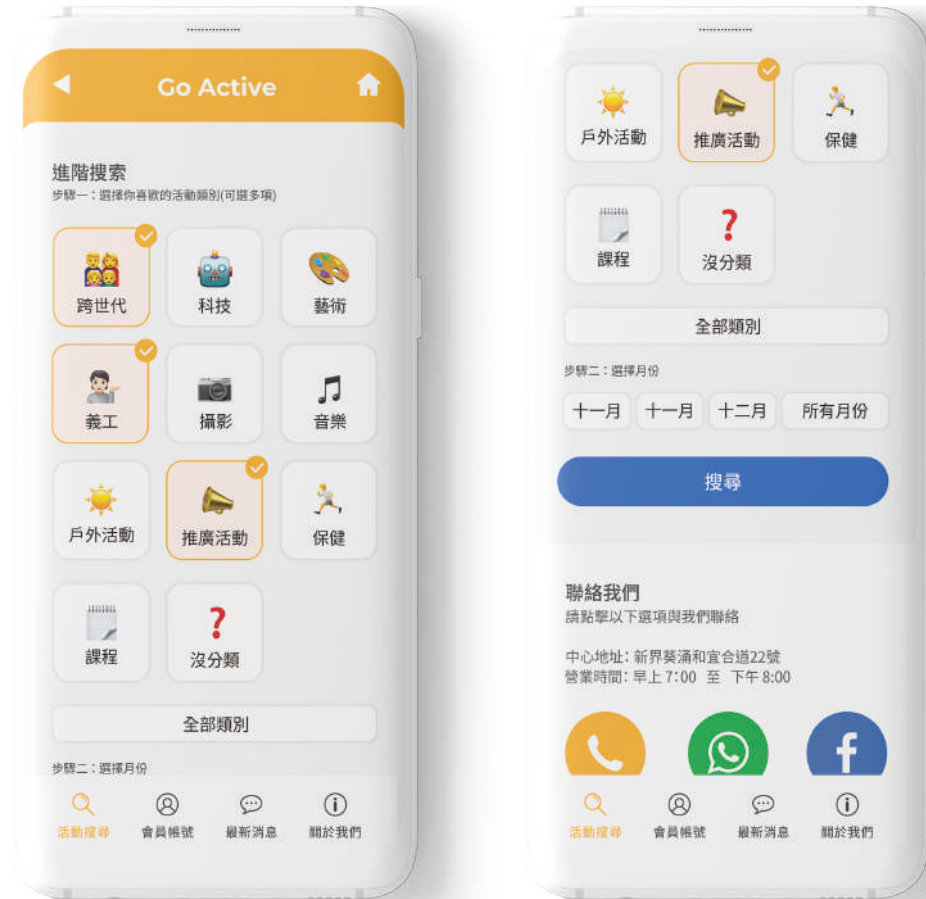 Go Active
進階搜索
步驟一：選擇你喜歡的活動類別(可選多項)
跨世代 科技 藝術
義工 攝影 音樂
戶外活動 推廣活動 保健
課程 沒分類
全部類別
步驟二：選擇月份
活動搜尋 會員帳號 最新消息 關於我們
戶外活動 推廣活動 保健
課程 沒分類
全部類別
步驟二：選擇月份
十一月 十一月 十二月 所有月份
搜尋
聯絡我們
請點擊以下選項與我們聯絡
中心地址：新界葵涌和宜合道22號
營業時間：早上 7:00 至 下午 8:00
活動搜尋 會員帳號 最新消息 關於我們